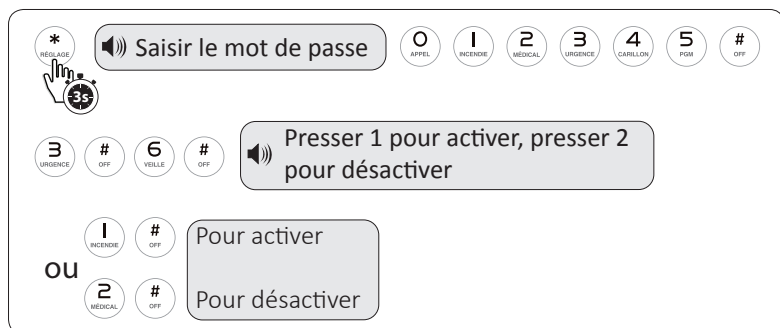 * RÉGLAGE Saisir le mot de passe 0 APPEL 1 INCENDIE 2 MÉDICAL 3 URGENCE 4 CARILLON 5 PGM # OFF
3s
3 URGENCE # OFF 6 VEILLE # OFF Presser 1 pour activer, presser 2
pour désactiver
1 INCENDIE # OFF Pour activer
ou
2 MÉDICAL # OFF Pour désactiver